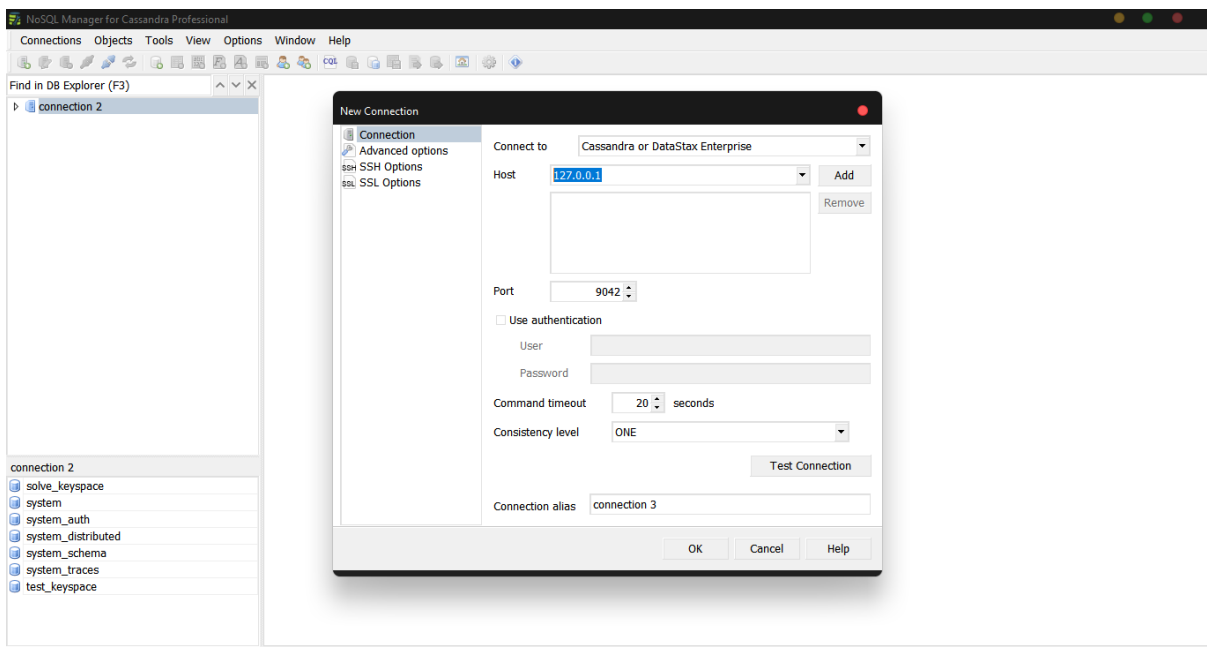 NoSQL Manager for Cassandra Professional
Connections Objects Tools View Options Window Help
CQL
Find in DB Explorer (F3)
connection 2
New Connection
Connection
Advanced options
SSH SSH Options
SSL SSL Options
Connect to Cassandra or DataStax Enterprise
Host 127.0.0.1 Add
Remove
Port 9042
Use authentication
User
Password
Command timeout 20 seconds
Consistency level ONE
Test Connection
Connection alias connection 3
OK Cancel Help
connection 2
solve_keyspace
system
system_auth
system_distributed
system_schema
system_traces
test_keyspace